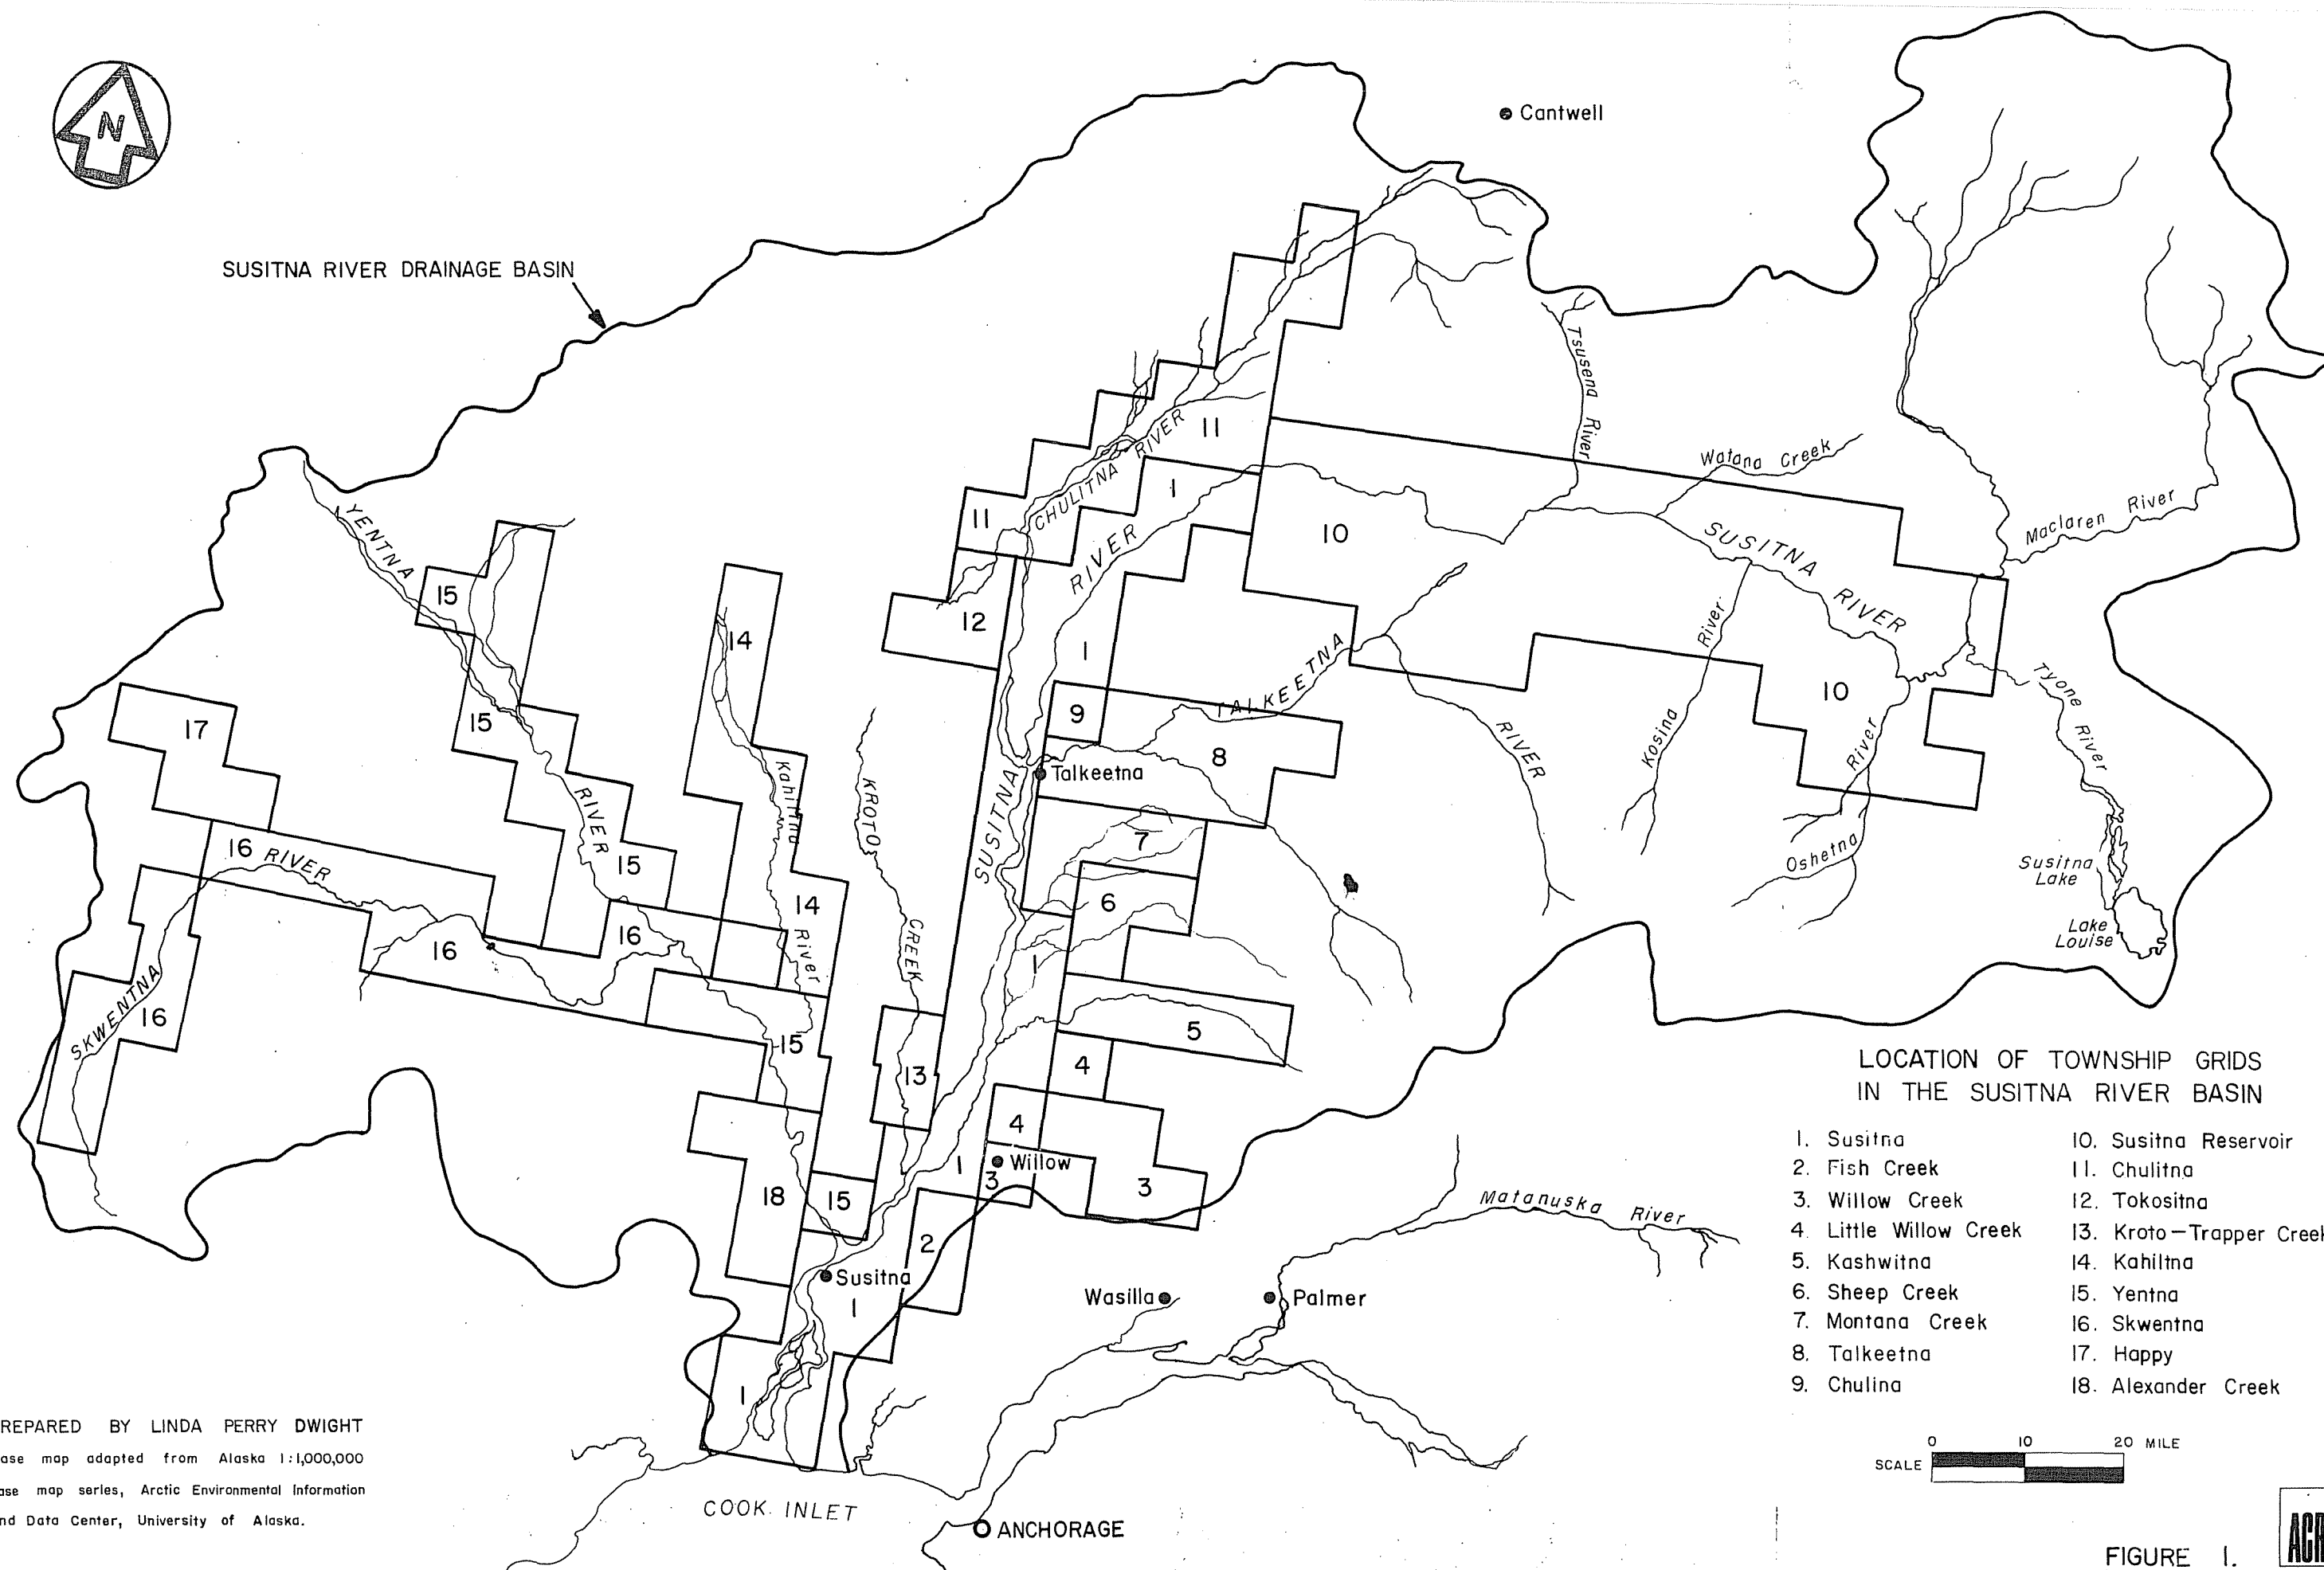 N
Cantwell
SUSITNA RIVER DRAINAGE BASIN
Tsusena River
Watana Creek
Maclaren River
SUSITNA RIVER
Tyone River
Susitna
Lake
Lake
Louise
Kosina River
Oshetna River
CHULITNA RIVER
RIVER
TALKEETNA RIVER
Talkeetna
SUSITNA
YENTNA RIVER
Kahiltna River
KROTO CREEK
SKWENTNA RIVER
11
11
1
10
10
12
1
9
8
7
6
1
5
4
4
3
3
1
2
1
1
13
14
14
15
15
15
15
15
16
16
16
16
17
18
Willow
Susitna
Wasilla
Palmer
Matanuska River
COOK INLET
ANCHORAGE
LOCATION OF TOWNSHIP GRIDS
IN THE SUSITNA RIVER BASIN
1. Susitna
2. Fish Creek
3. Willow Creek
4. Little Willow Creek
5. Kashwitna
6. Sheep Creek
7. Montana Creek
8. Talkeetna
9. Chulina
10. Susitna Reservoir
11. Chulitna
12. Tokositna
13. Kroto-Trapper Creek
14. Kahiltna
15. Yentna
16. Skwentna
17. Happy
18. Alexander Creek
0 10 20 MILE
SCALE
REPARED BY LINDA PERRY DWIGHT
ase map adapted from Alaska 1:1,000,000
ase map series, Arctic Environmental Information
nd Data Center, University of Alaska.
FIGURE 1.
ACR